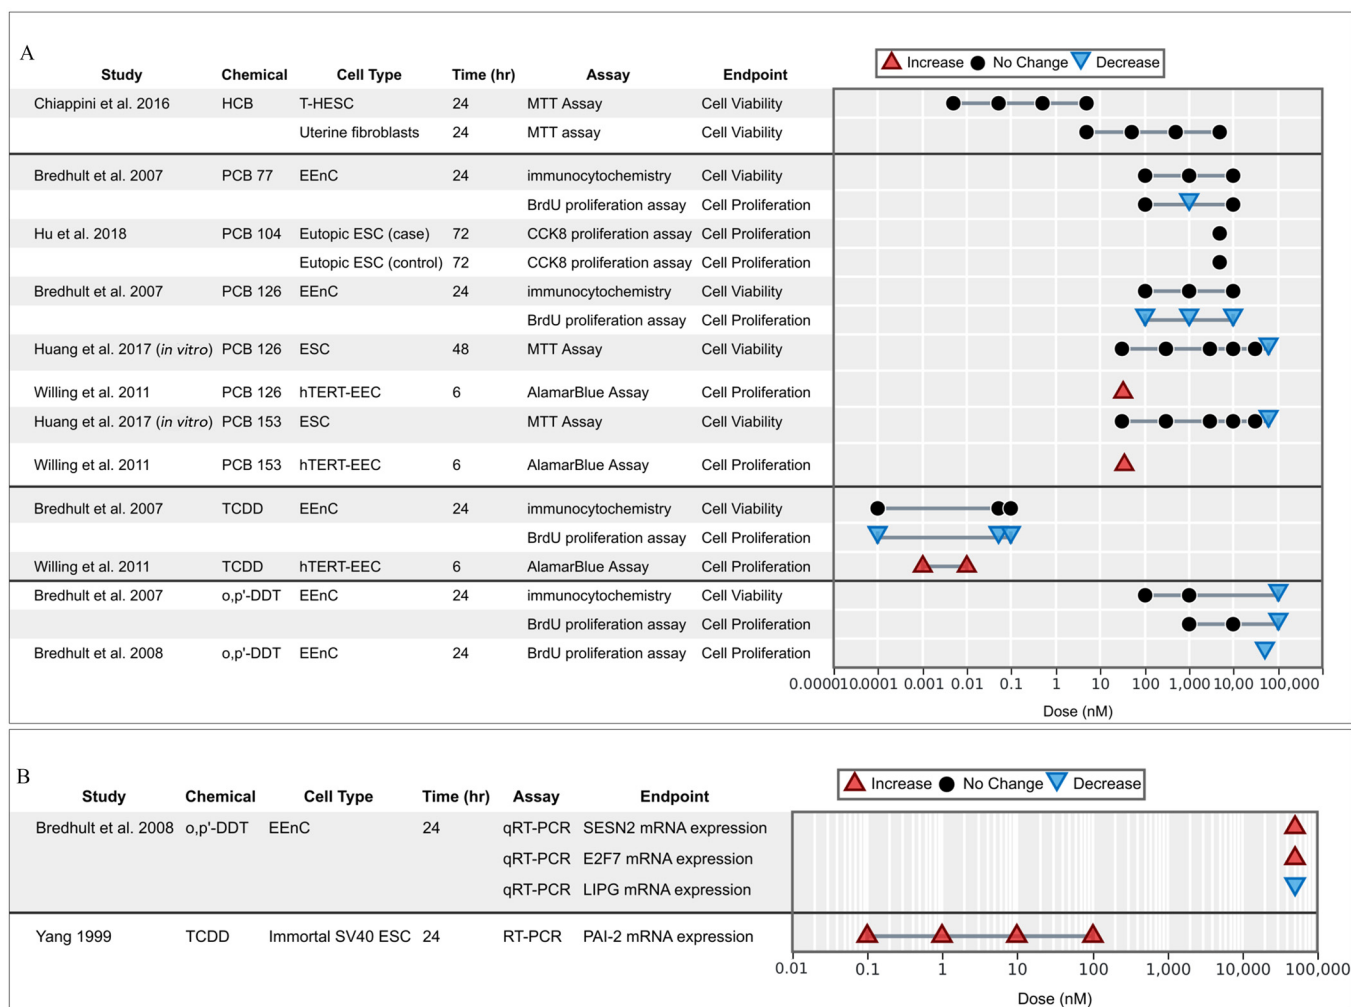 A
Increase No Change Decrease
Study Chemical Cell Type Time (hr) Assay Endpoint
Chiappini et al. 2016 HCB T-HESC 24 MTT Assay Cell Viability
Uterine fibroblasts 24 MTT assay Cell Viability
Bredhult et al. 2007 PCB 77 EEnC 24 immunocytochemistry Cell Viability
BrdU proliferation assay Cell Proliferation
Hu et al. 2018 PCB 104 Eutopic ESC (case) 72 CCK8 proliferation assay Cell Proliferation
Eutopic ESC (control) 72 CCK8 proliferation assay Cell Proliferation
Bredhult et al. 2007 PCB 126 EEnC 24 immunocytochemistry Cell Viability
BrdU proliferation assay Cell Proliferation
Huang et al. 2017 (in vitro) PCB 126 ESC 48 MTT Assay Cell Viability
Willing et al. 2011 PCB 126 hTERT-EEC 6 AlamarBlue Assay Cell Proliferation
Huang et al. 2017 (in vitro) PCB 153 ESC MTT Assay Cell Viability
Willing et al. 2011 PCB 153 hTERT-EEC 6 AlamarBlue Assay Cell Proliferation
Bredhult et al. 2007 TCDD EEnC 24 immunocytochemistry Cell Viability
BrdU proliferation assay Cell Proliferation
Willing et al. 2011 TCDD hTERT-EEC 6 AlamarBlue Assay Cell Proliferation
Bredhult et al. 2007 o,p'-DDT EEnC 24 immunocytochemistry Cell Viability
BrdU proliferation assay Cell Proliferation
Bredhult et al. 2008 o,p'-DDT EEnC 24 BrdU proliferation assay Cell Proliferation
0.00001 0.0001 0.001 0.01 0.1 1 10 100 1,000 10,00 100,000
Dose (nM)
B
Increase No Change Decrease
Study Chemical Cell Type Time (hr) Assay Endpoint
Bredhult et al. 2008 o,p'-DDT EEnC 24 qRT-PCR SESN2 mRNA expression
qRT-PCR E2F7 mRNA expression
qRT-PCR LIPG mRNA expression
Yang 1999 TCDD Immortal SV40 ESC 24 RT-PCR PAI-2 mRNA expression
0.01 0.1 1 10 100 1,000 10,000 100,000
Dose (nM)